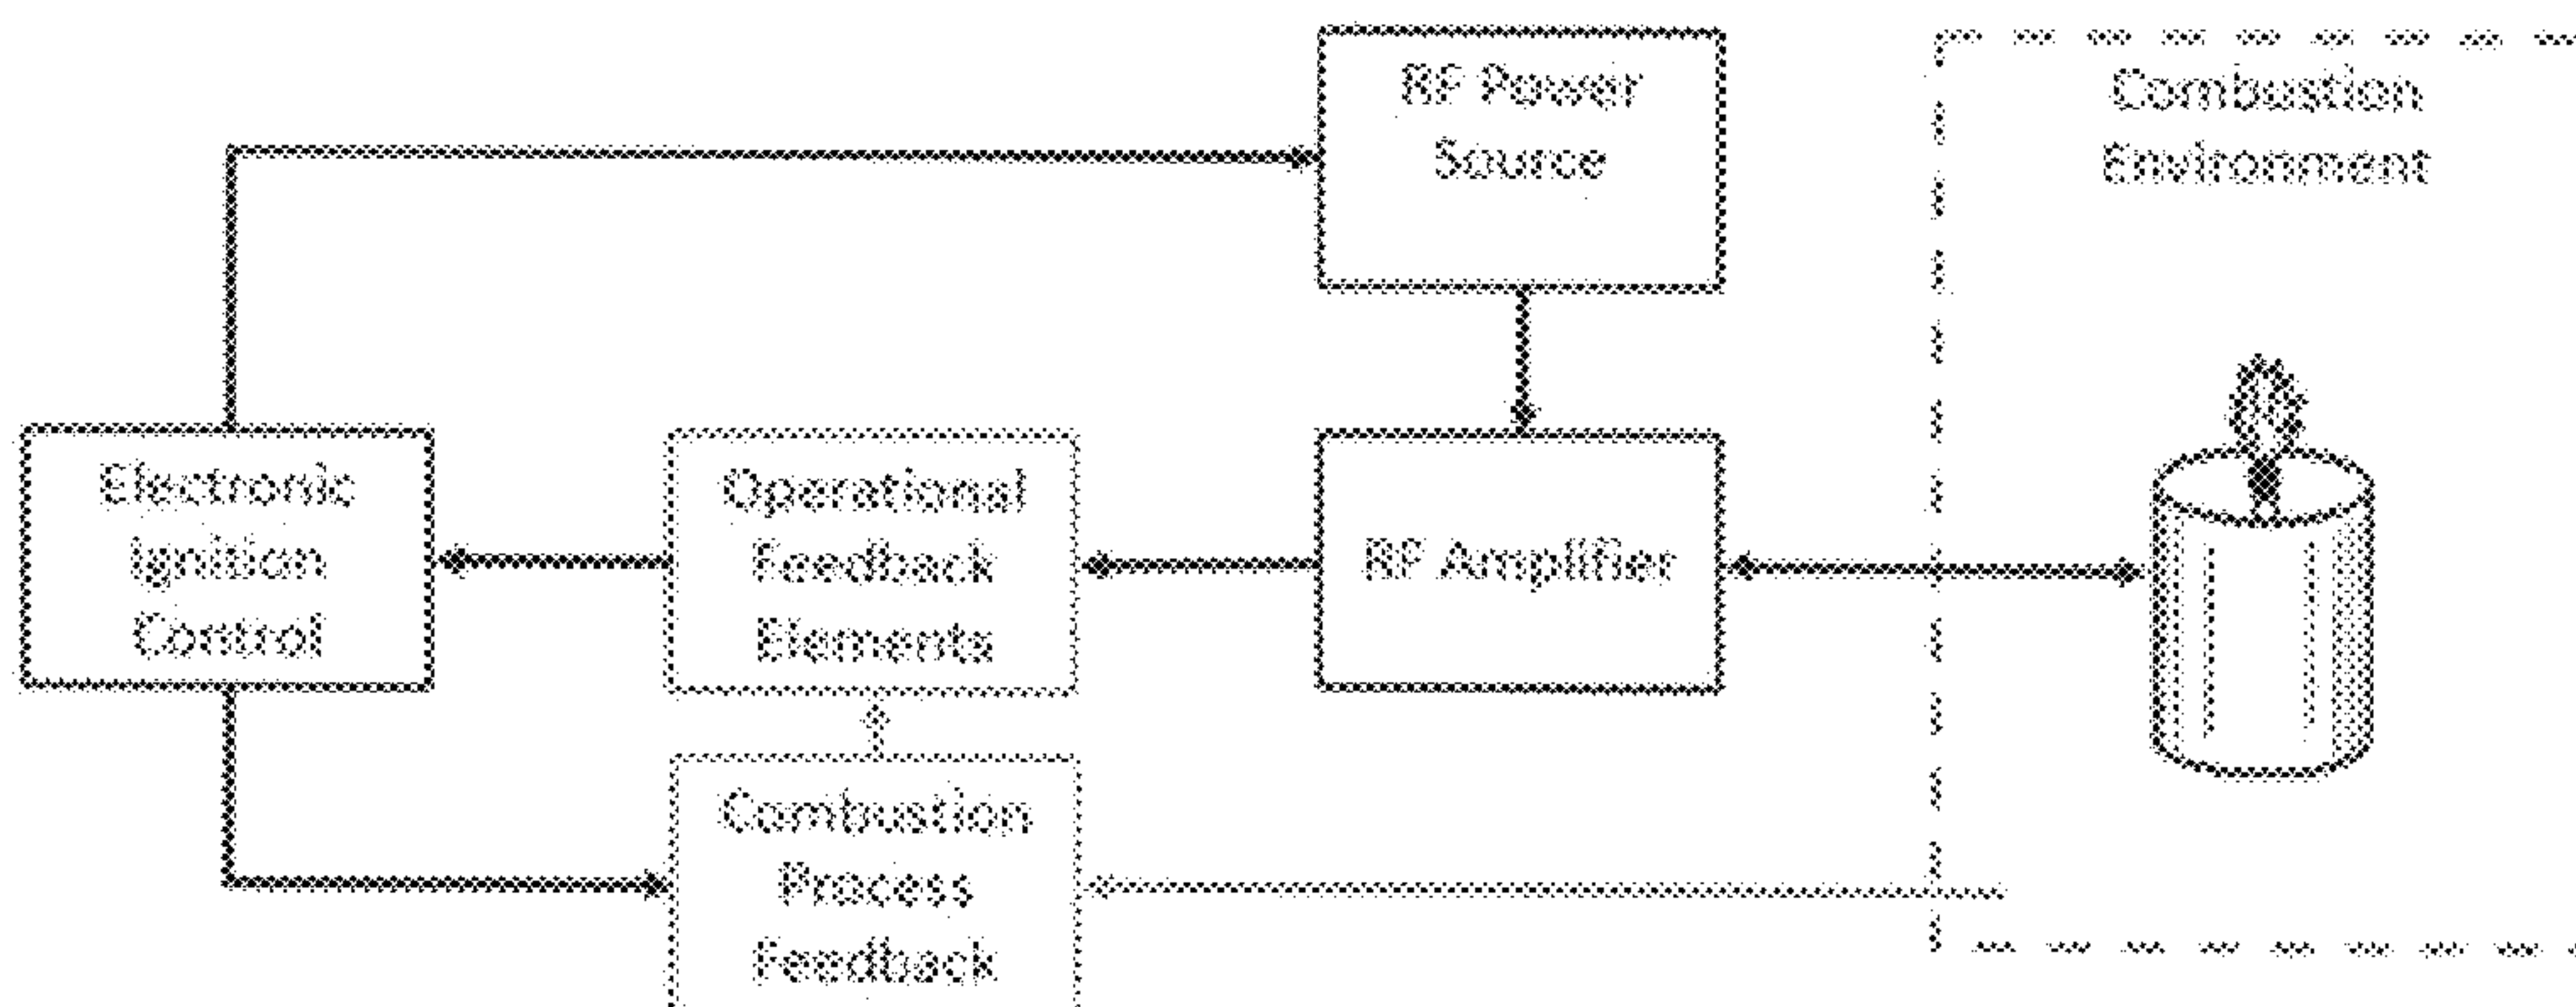 RF Power
Source
Combustion
Environment
Electronic
Ignition
Control
Operational
Feedback
Elements
RF Amplifier
Combustion
Process
Feedback